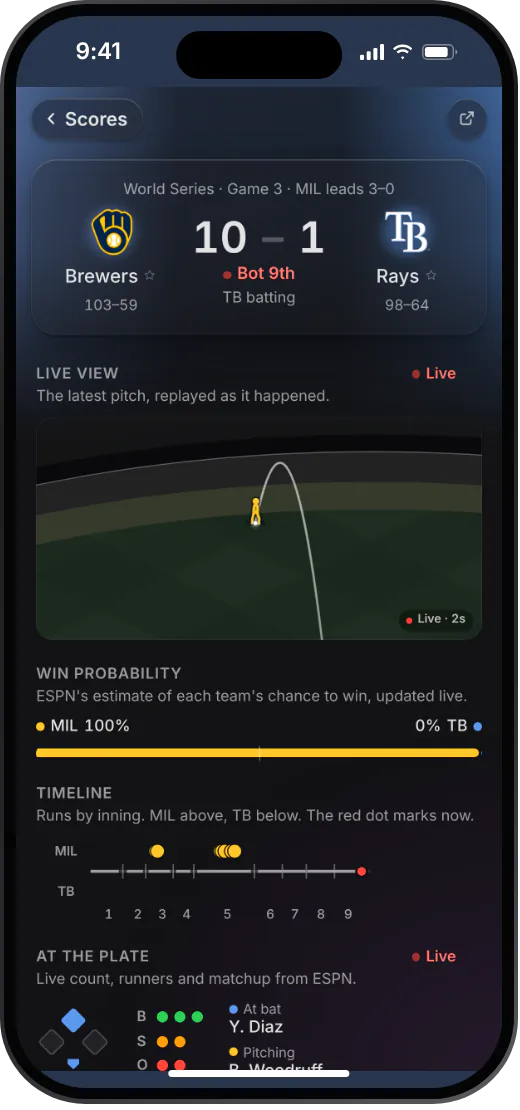 9:41
Scores
World Series · Game 3 · MIL leads 3–0
TB
10 – 1
Brewers ☆
Bot 9th
Rays ☆
103–59
TB batting
98–64
LIVE VIEW
Live
The latest pitch, replayed as it happened.
Live · 2s
WIN PROBABILITY
ESPN's estimate of each team's chance to win, updated live.
MIL 100%
0% TB
TIMELINE
Runs by inning. MIL above, TB below. The red dot marks now.
MIL
TB
1 2 3 4 5 6 7 8 9
AT THE PLATE
Live
Live count, runners and matchup from ESPN.
B
At bat
Y. Diaz
S
Pitching
O
B. Woodruff